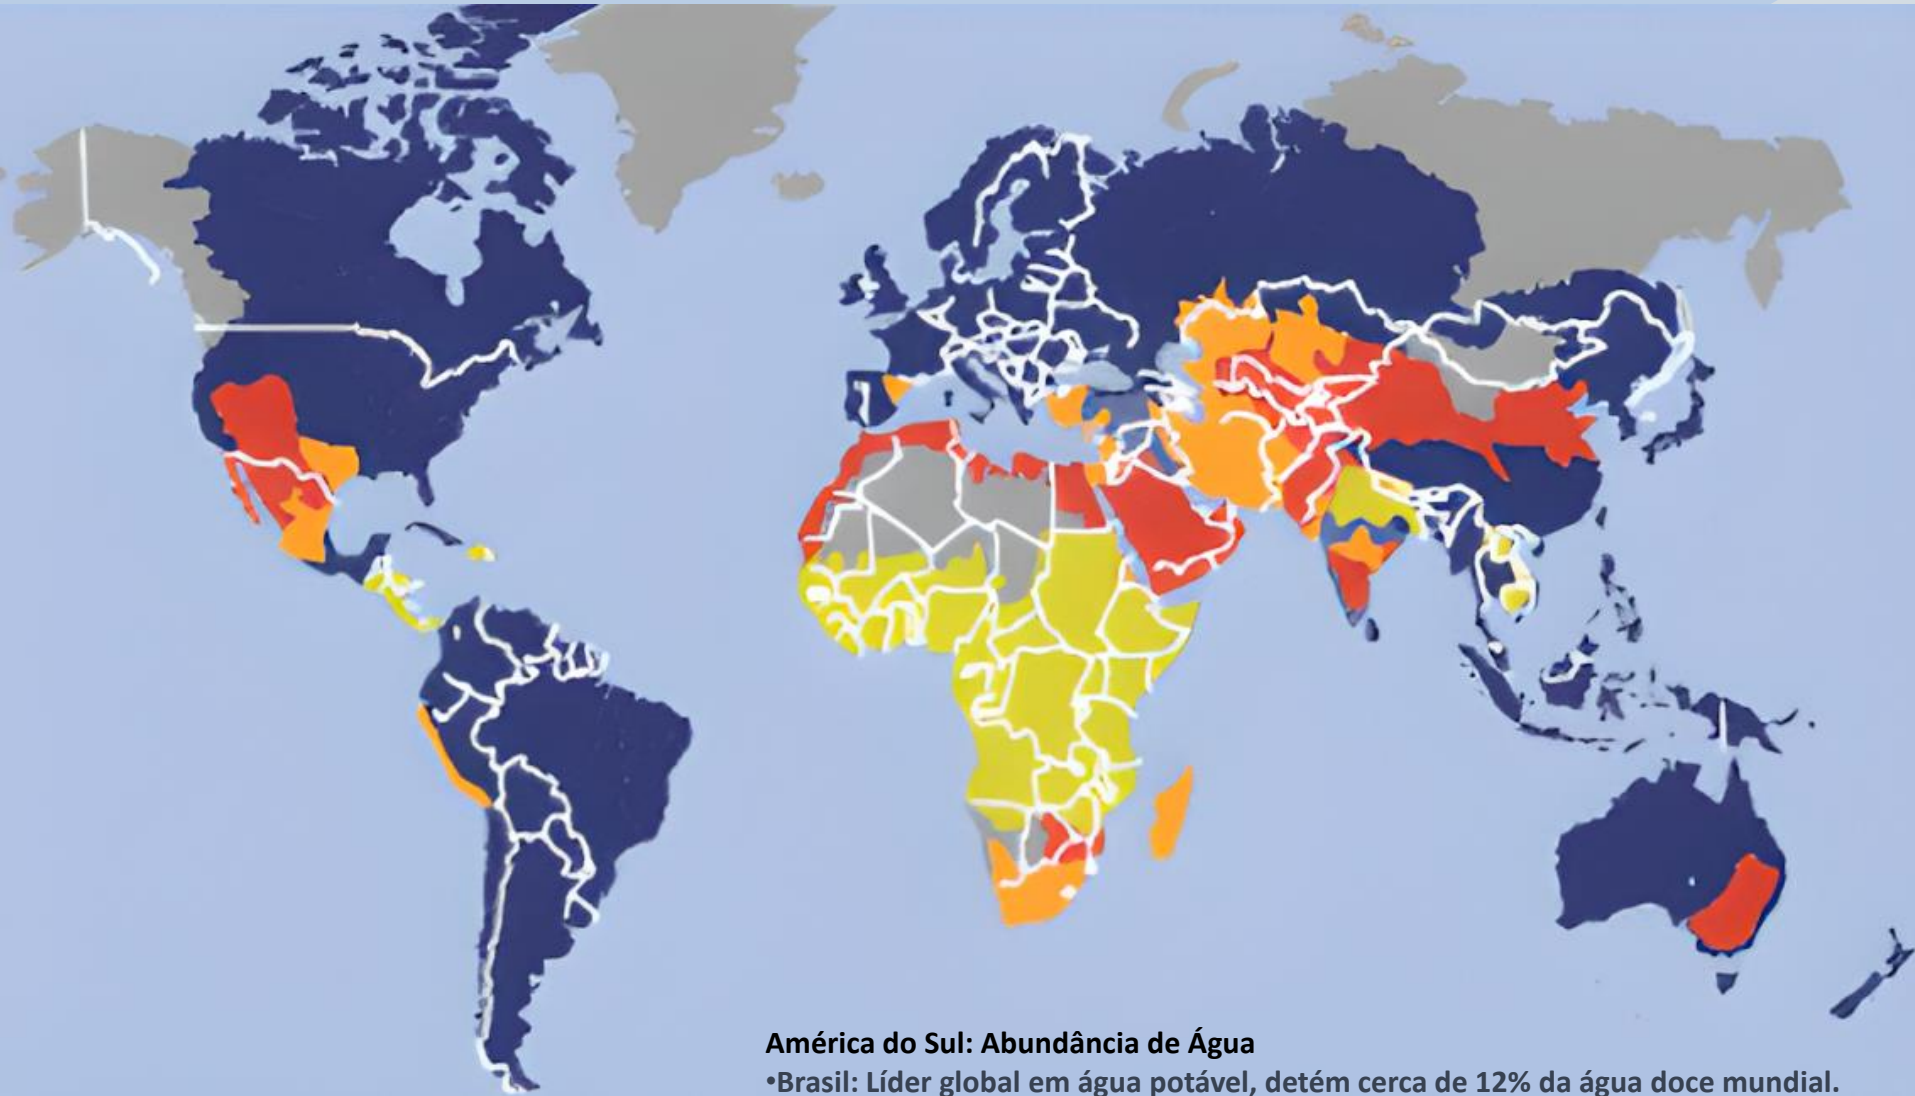 América do Sul: Abundância de Água
•Brasil: Líder global em água potável, detém cerca de 12% da água doce mundial.